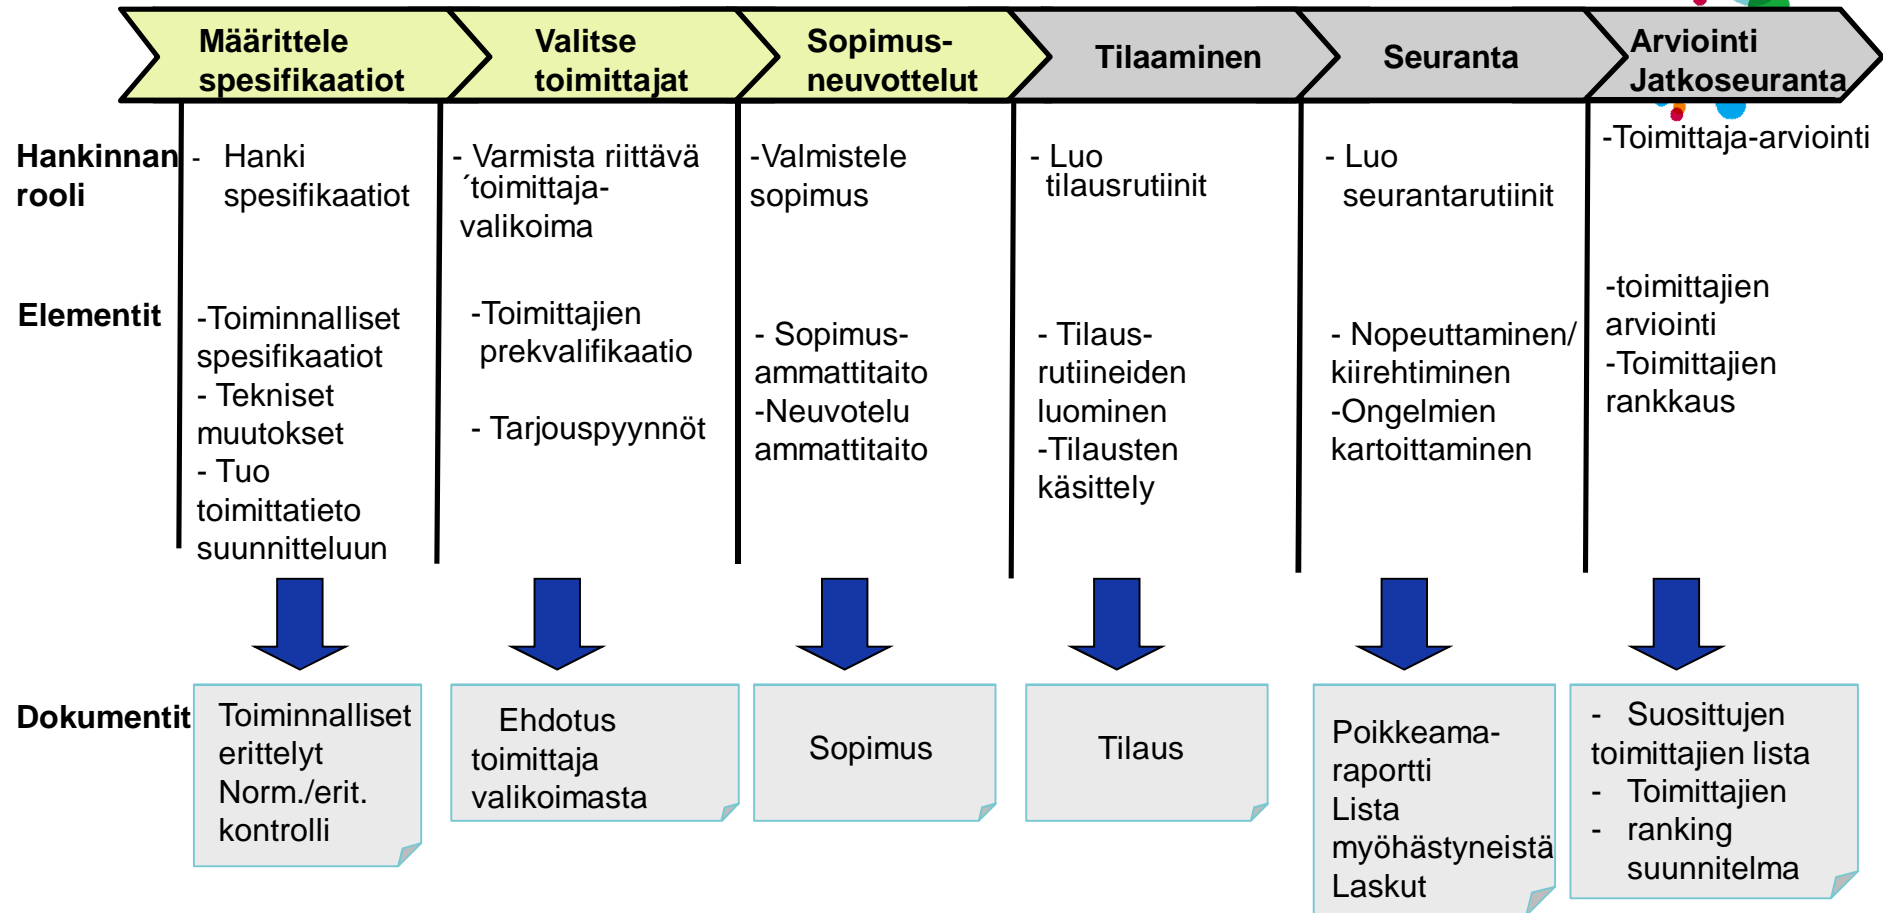 Määrittele
spesifikaatiot
Valitse
toimittajat
Sopimus-
neuvottelut
Tilaaminen
Seuranta
Arviointi
Jatkoseuranta
Hankinnan
rooli
- Hanki
spesifikaatiot
- Varmista riittävä
´toimittaja-
valikoima
-Valmistele
sopimus
- Luo
tilausrutiinit
- Luo
seurantarutiinit
-Toimittaja-arviointi
Elementit
-Toiminnalliset
spesifikaatiot
- Tekniset
muutokset
- Tuo
toimittatieto
suunnitteluun
-Toimittajien
prekvalifikaatio
- Tarjouspyynnöt
- Sopimus-
ammattitaito
-Neuvotelu
ammattitaito
- Tilaus-
rutiineiden
luominen
-Tilausten
käsittely
- Nopeuttaminen/
kiirehtiminen
-Ongelmien
kartoittaminen
-toimittajien
arviointi
-Toimittajien
rankkaus
Dokumentit
Toiminnalliset
erittelyt
Norm./erit.
kontrolli
Ehdotus
toimittaja
valikoimasta
Sopimus
Tilaus
Poikkeama-
raportti
Lista
myöhästyneistä
Laskut
- Suosittujen
toimittajien lista
- Toimittajien
- ranking
suunnitelma